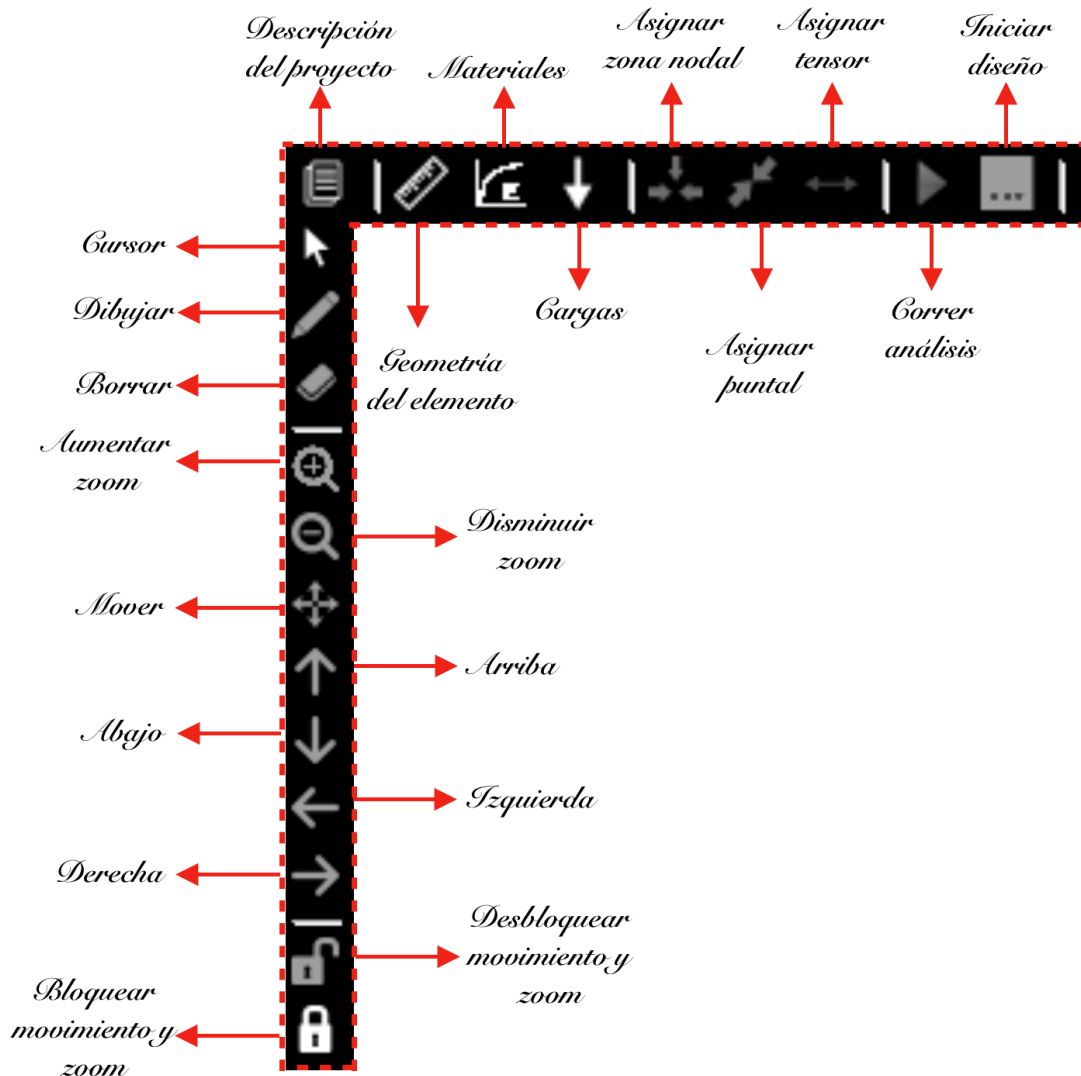 Descripción
del proyecto
Materiales
Asignar
zona nodal
Asignar
tensor
Iniciar
diseño
E
...
Cursor
Dibujar
Borrar
Aumentar
zoom
Geometría
del elemento
Cargas
Asignar
puntal
Correr
análisis
Disminuir
zoom
Mover
Arriba
Abajo
Izquierda
Derecha
Desbloquear
movimiento y
zoom
Bloquear
movimiento y
zoom